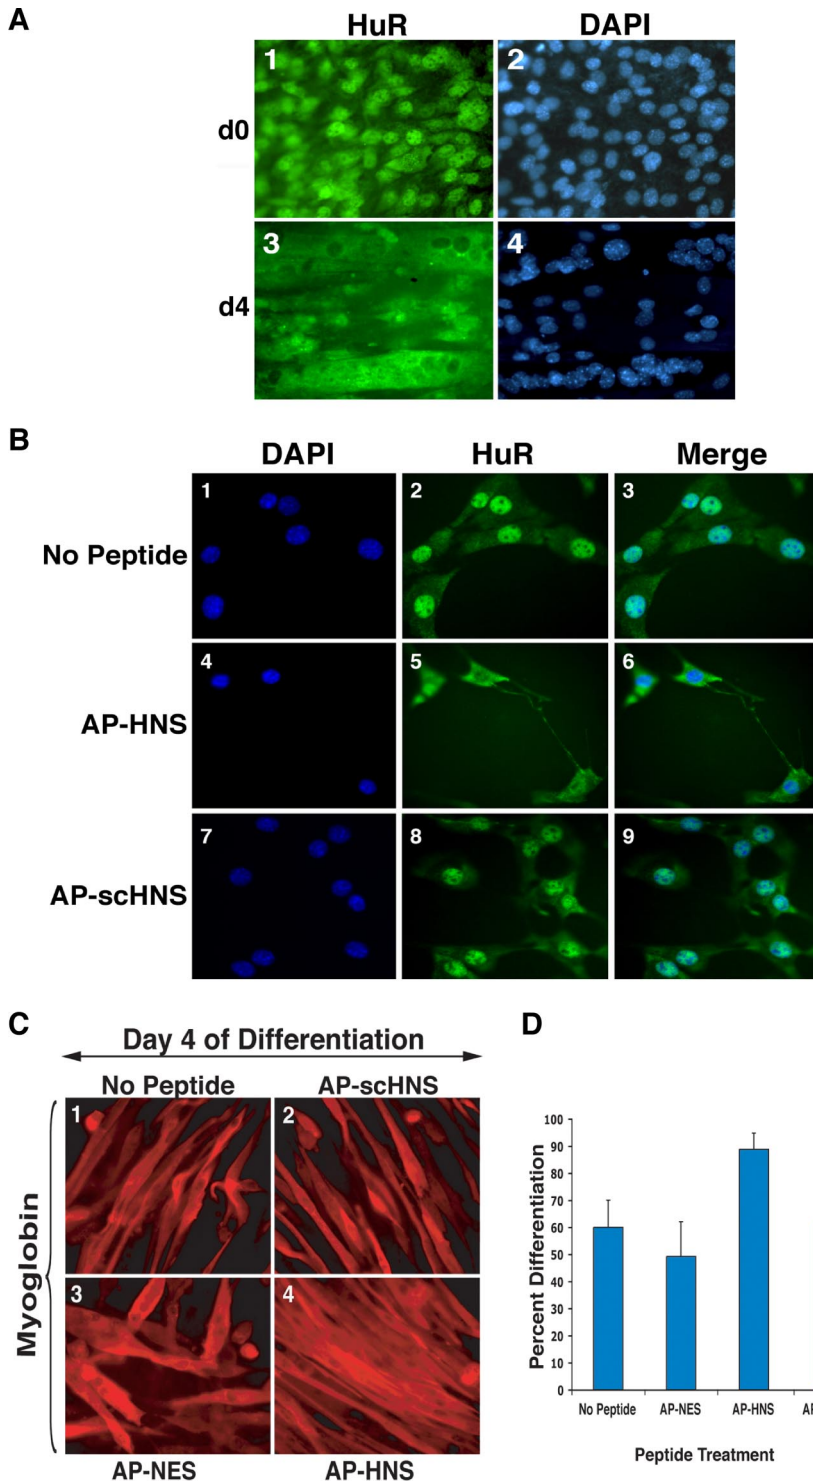 A
HuR DAPI
d0 1 2
d4 3 4
B
DAPI HuR Merge
No Peptide 1 2 3
AP-HNS 4 5 6
AP-scHNS 7 8 9
C
Day 4 of Differentiation
No Peptide AP-scHNS
1 2
Myoglobin
3 4
AP-NES AP-HNS
D
Percent Differentiation
100
90
80
70
60
50
40
30
20
10
0
No Peptide AP-NES AP-HNS AP
Peptide Treatment